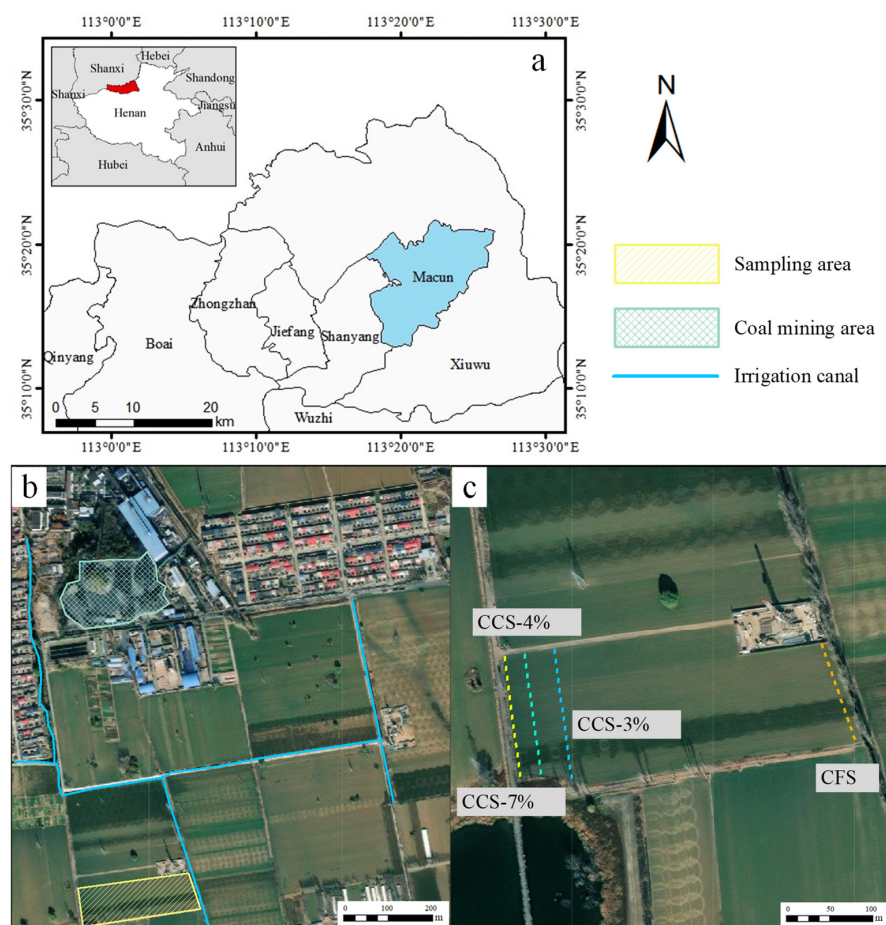 113°0'0"E 113°10'0"E 113°20'0"E 113°30'0"E
a
Hebei
Shanxi
Shandong
Shanxi
Jiangsu
Henan
Anhui
Hubei
35°30'0"N
35°30'0"N
N
35°20'0"N
35°20'0"N
Macun
Zhongzhan
Jiefang
Shanyang
Qinyang
Boai
Xiuwu
35°10'0"N
35°10'0"N
0 5 10 20
km
Wuzhi
113°0'0"E 113°10'0"E 113°20'0"E 113°30'0"E
Sampling area
Coal mining area
Irrigation canal
b
0 100 200
m
c
CCS-4%
CCS-3%
CCS-7%
CFS
0 50 100
m